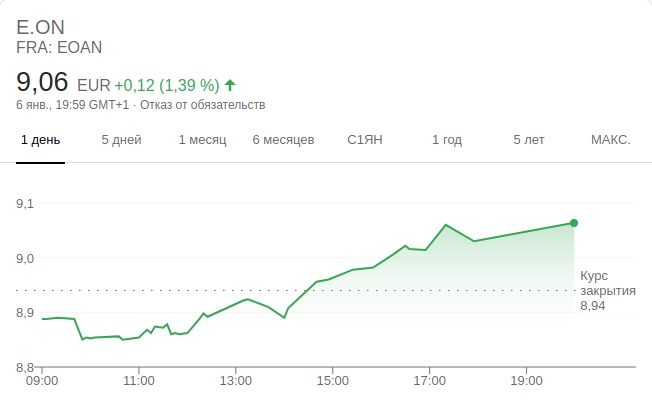 E.ON
FRA: EOAN
9,06 EUR +0,12 (1,39 %)
6 янв., 19:59 GMT+1 · Отказ от обязательств
1 день 5 дней 1 месяц 6 месяцев С1ЯН 1 год 5 лет МАКС.
9,1
9,0
Курс
закрытия
8,94
8,9
8,8
09:00 11:00 13:00 15:00 17:00 19:00